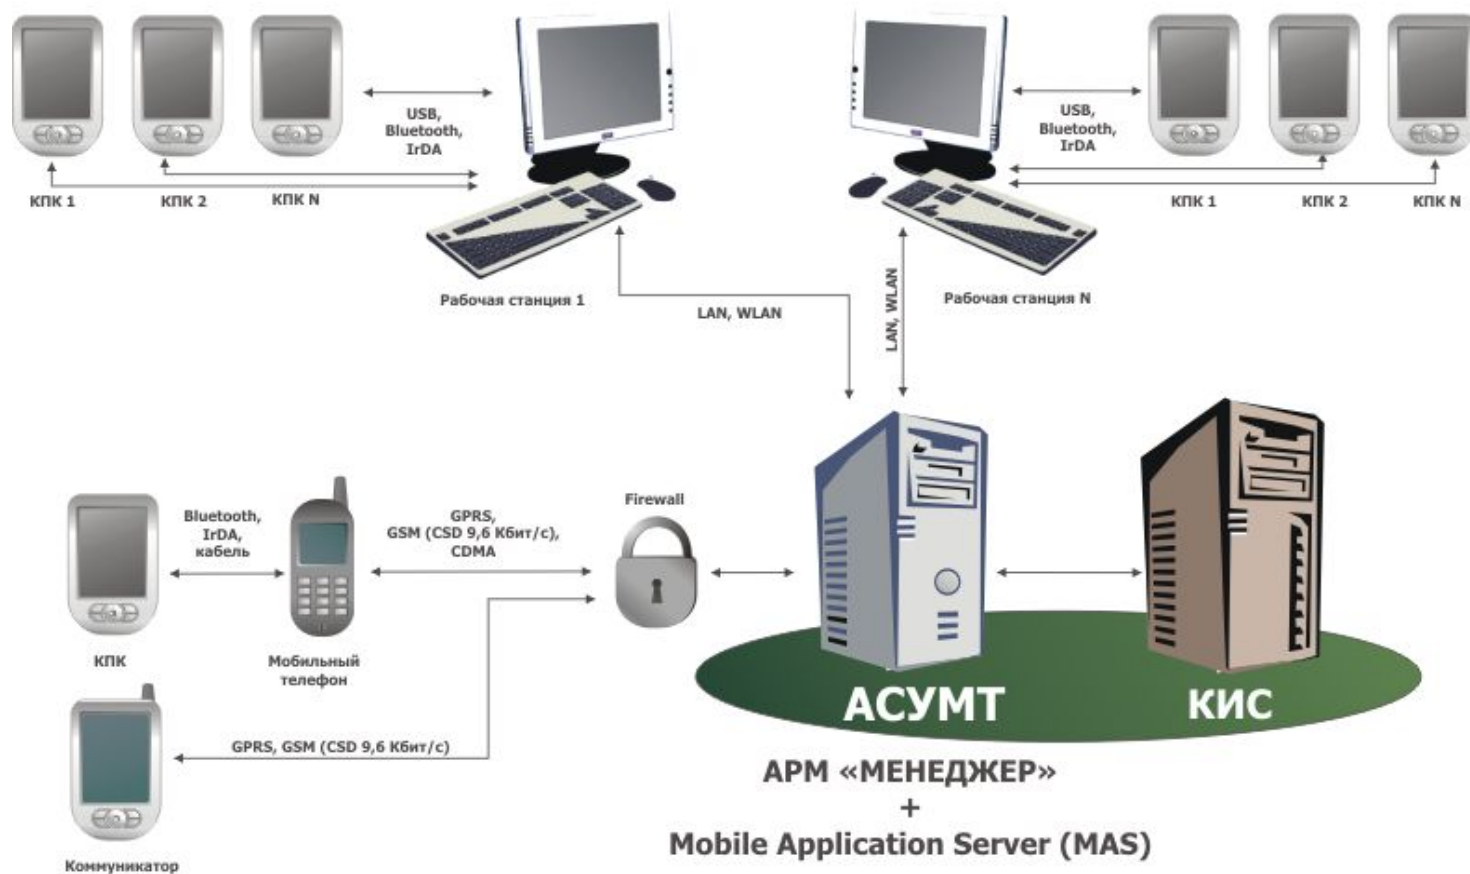 USB,
Bluetooth,
IrDA
КПК 1
КПК 2
КПК N
Рабочая станция 1
USB,
Bluetooth,
IrDA
КПК 1
КПК 2
КПК N
Рабочая станция N
LAN, WLAN
LAN, WLAN
Bluetooth,
IrDA,
кабель
GPRS,
GSM (CSD 9,6 Кбит/с),
CDMA
Firewall
КПК
Мобильный
телефон
GPRS, GSM (CSD 9,6 Кбит/с)
Коммуникатор
АСУМТ
КИС
АРМ «МЕНЕДЖЕР»
+
Mobile Application Server (MAS)